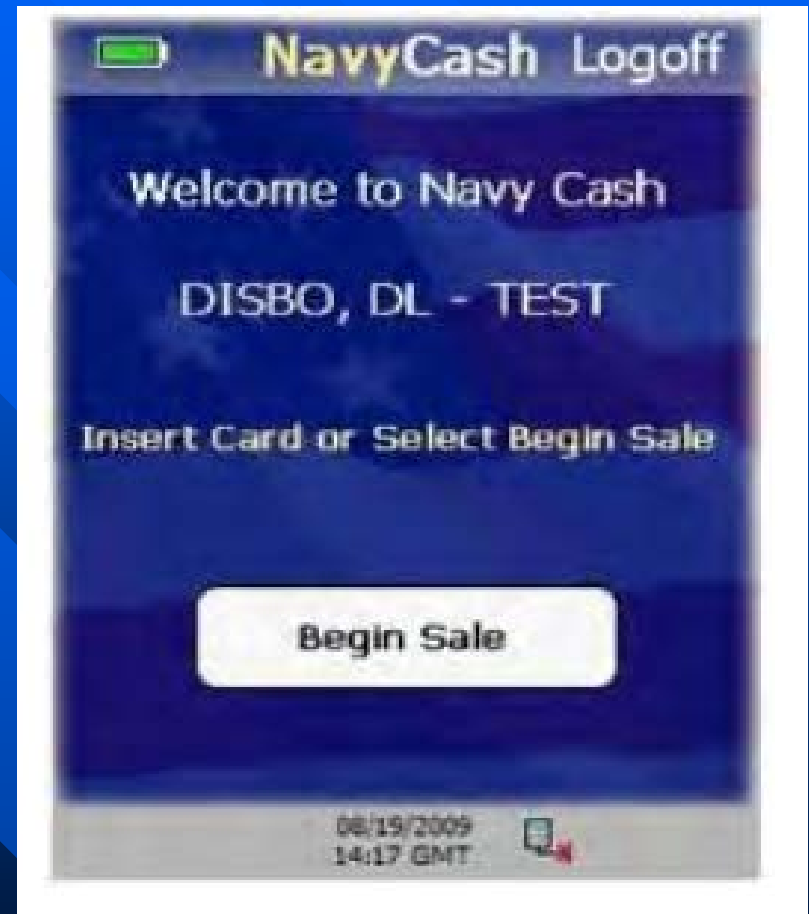 NavyCash Logoff
Welcome to Navy Cash
DISBO, DL - TEST
Insert Card or Select Begin Sale
Begin Sale
08/19/2009
14:17 GMT